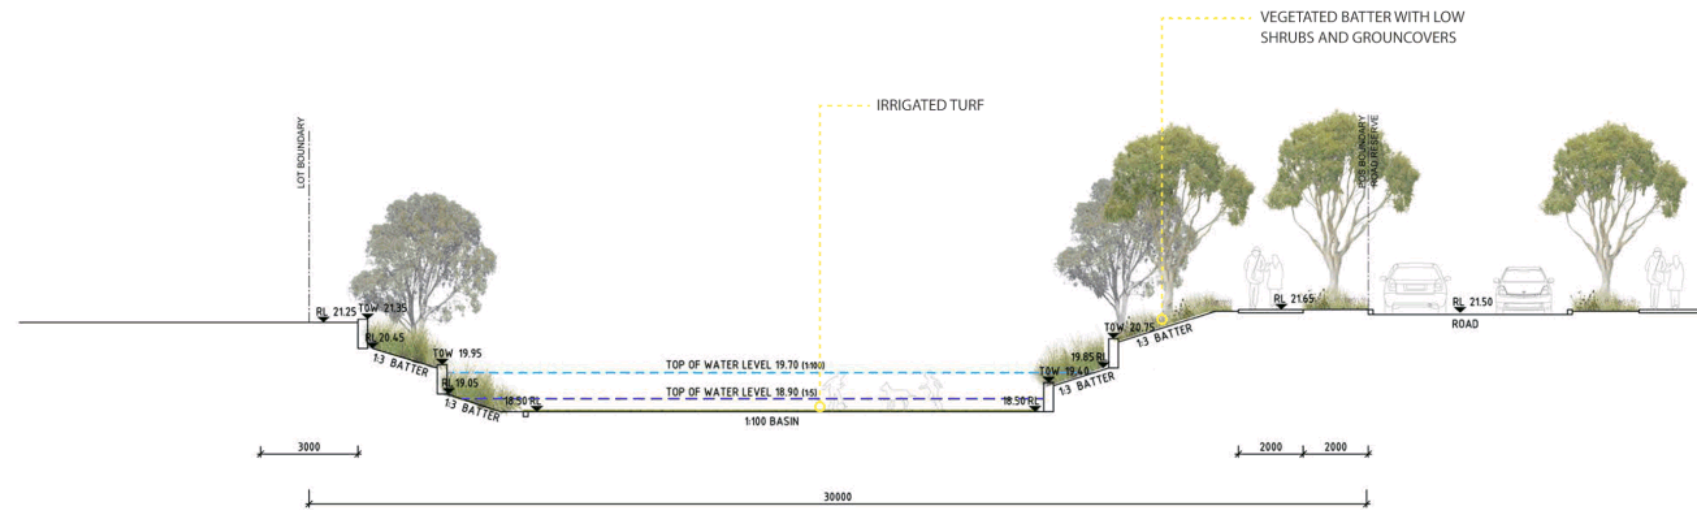 VEGETATED BATTER WITH LOW
SHRUBS AND GROUNCOVERS
IRRIGATED TURF
LOT BOUNDARY
POS BOUNDARY
ROAD RESERVE
RL 21.25
TOW 21.35
RL 20.45
1:3 BATTER
TOW 19.95
RL 19.05
1:3 BATTER
18.50 RL
TOP OF WATER LEVEL 19.70 (1:100)
TOP OF WATER LEVEL 18.90 (1:5)
1:100 BASIN
18.50 RL
TOW 19.40
19.85 RL
1:3 BATTER
TOW 20.75
1:3 BATTER
RL 21.65
RL 21.50
ROAD
3000
2000
2000
30000